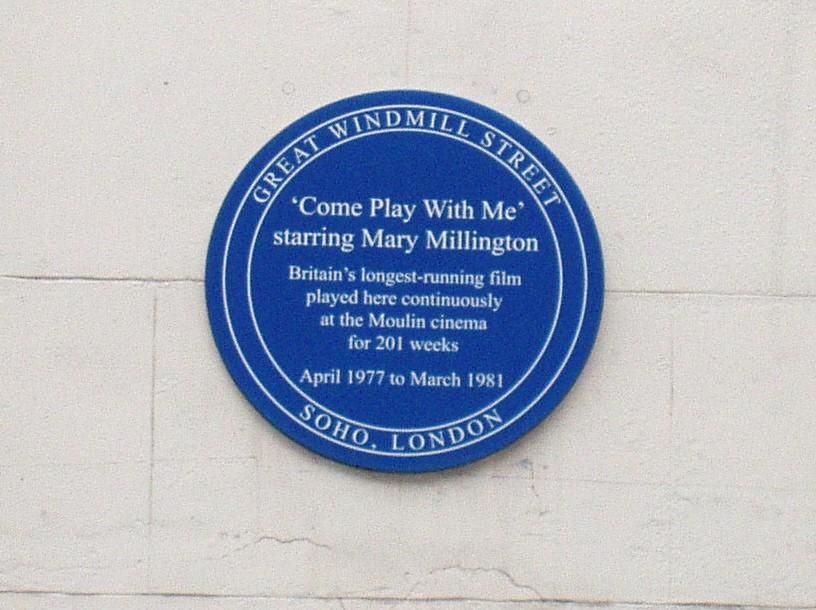 GREAT WINDMILL STREET
‘Come Play With Me’
starring Mary Millington
Britain’s longest-running film
played here continuously
at the Moulin cinema
for 201 weeks
April 1977 to March 1981
SOHO, LONDON